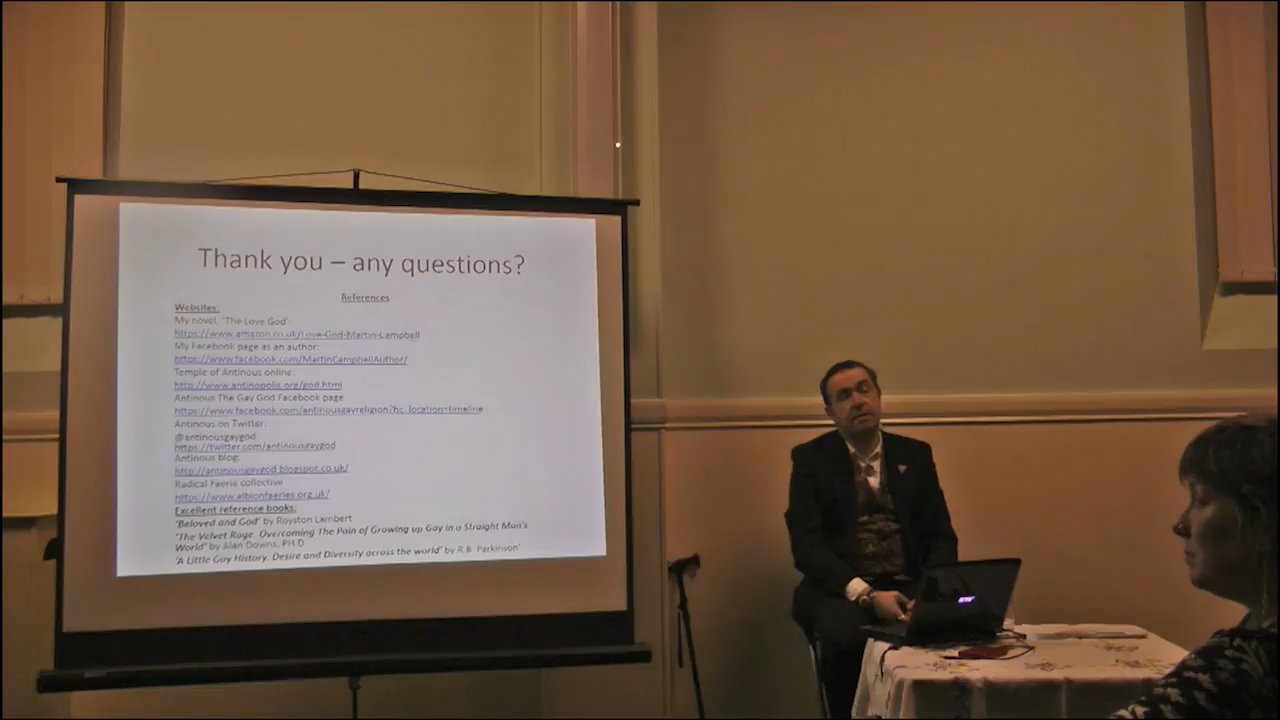 Thank you – any questions?
References
Websites:
My novel, 'The Love God':
https://www.amazon.co.uk/Love-God-Martin-Campbell
My Facebook page as an author:
https://www.facebook.com/MartinCampbellAuthor/
Temple of Antinous online
http://www.antinopolis.org/god.html
Antinous The Gay God Facebook page
https://www.facebook.com/antinousgayreligion?hc_location=timeline
Antinous on Twitter:
@antinousgaygod
https://twitter.com/antinousgaygod
Antinous blog:
http://antinousgaygod.blogspot.co.uk/
Radical Faerie collective
https://www.albionfaeries.org.uk/
Excellent reference books:
'Beloved and God' by Royston Lambert
'The Velvet Rage. Overcoming The Pain of Growing up Gay in a Straight Man's
World' by Alan Downs, PH.D
'A Little Gay History. Desire and Diversity across the world' by R.B. Parkinson'